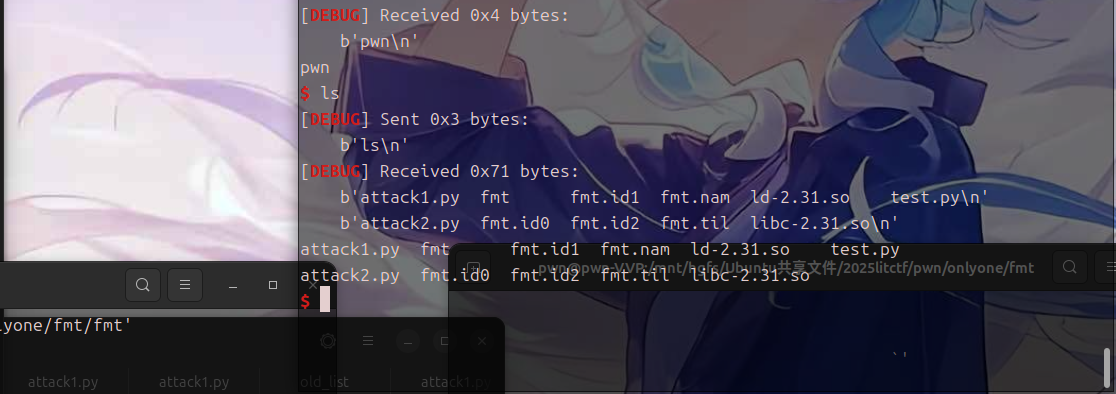 [DEBUG] Received 0x4 bytes:
    b'pwn\n'
pwn
$ ls
[DEBUG] Sent 0x3 bytes:
    b'ls\n'
[DEBUG] Received 0x71 bytes:
    b'attack1.py  fmt      fmt.id1  fmt.nam  ld-2.31.so    test.py\n'
    b'attack2.py  fmt.id0  fmt.id2  fmt.til  libc-2.31.so\n'
attack1.py  fmt      fmt.id1  fmt.nam  ld-2.31.so    test.py
pwn@pwn-VVP:/mnt/hgfs/Ubuntu共享文件/2025litctf/pwn/onlyone/fmt
attack2.py  fmt.id0  fmt.id2  fmt.til  libc-2.31.so
$
lyone/fmt/fmt'
`'
attack1.py attack1.py old_list attack1.py